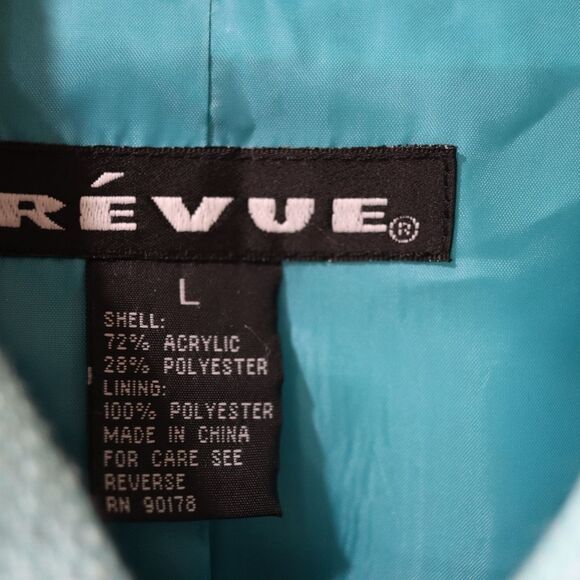 RÉVUE®
L
SHELL:
72% ACRYLIC
28% POLYESTER
LINING:
100% POLYESTER
MADE IN CHINA
FOR CARE SEE
REVERSE
RN 90178